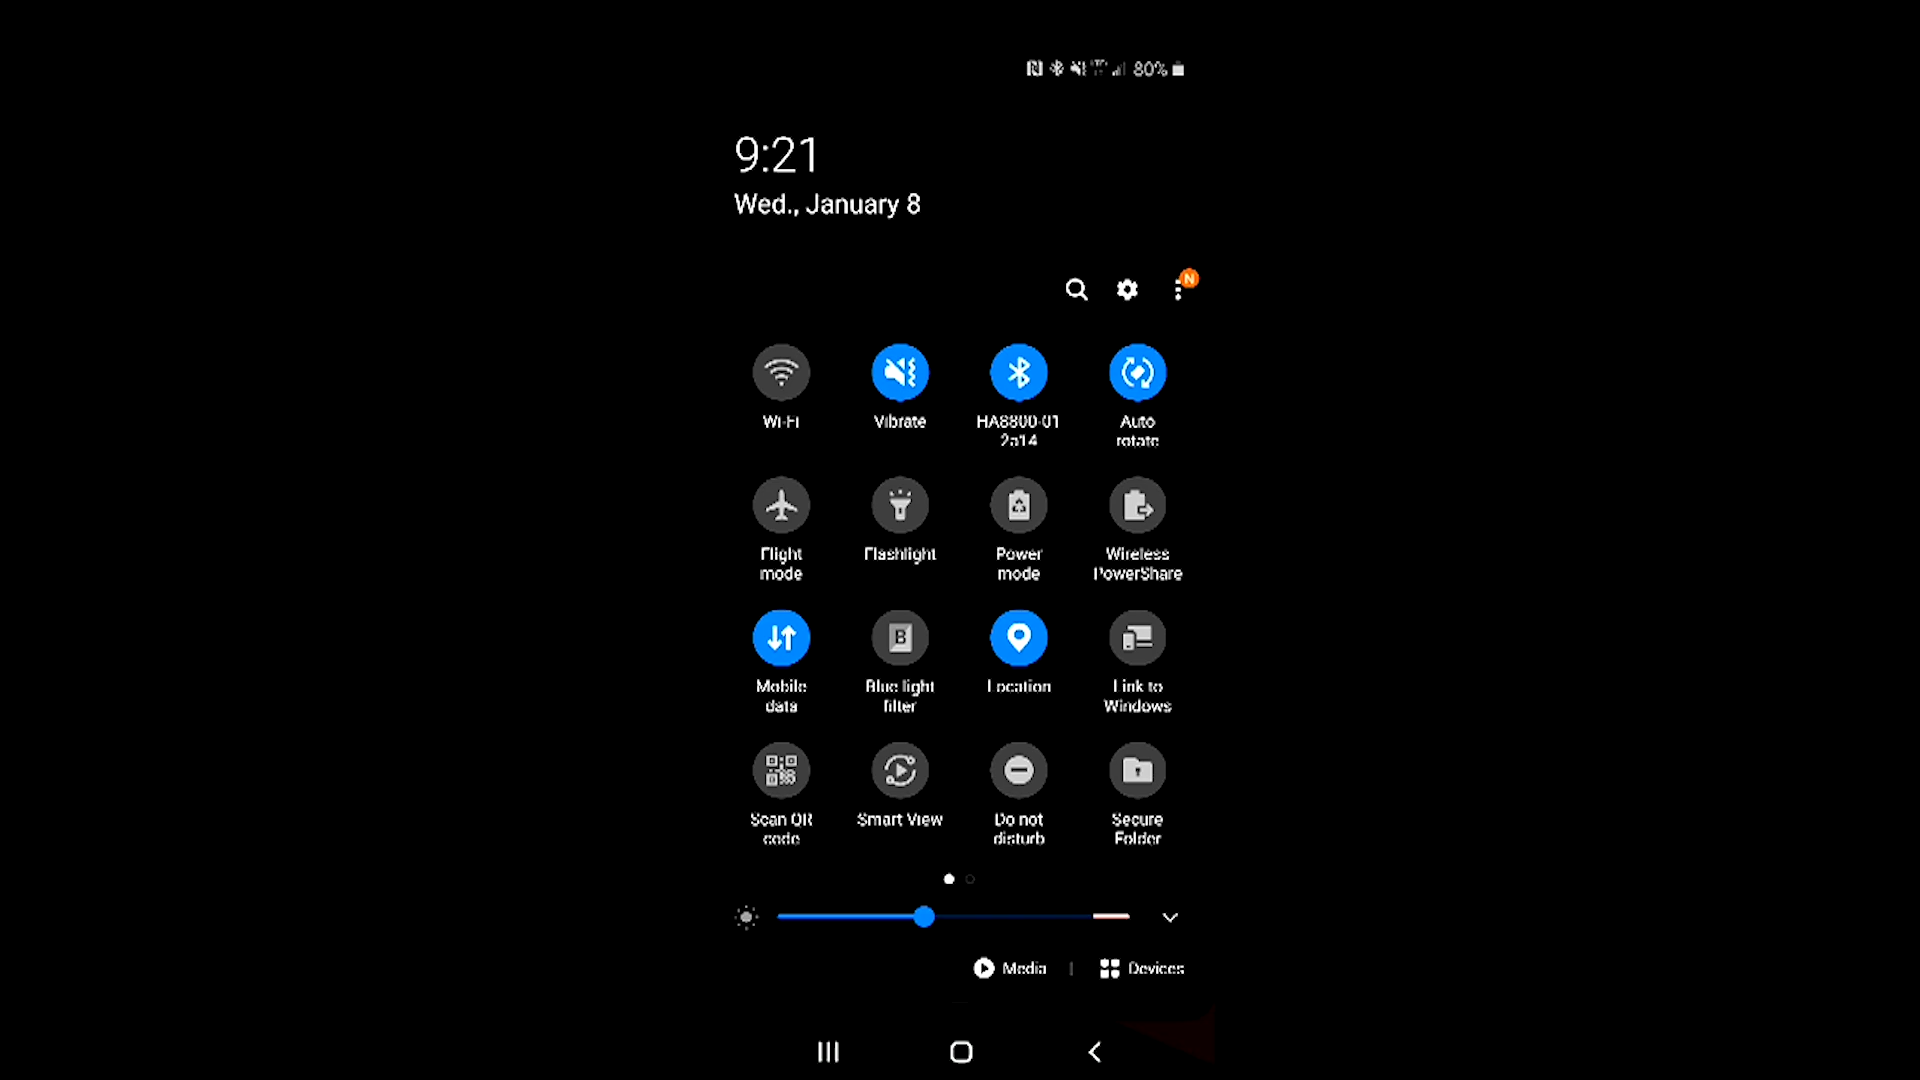 80%
9:21
Wed., January 8
N
Wi-Fi
Vibrate
HA8800-01
2a14
Auto
rotate
Flight
mode
Flashlight
Power
mode
Wireless
PowerShare
Mobile
data
B
Blue light
filter
Location
Link to
Windows
Scan QR
code
Smart View
Do not
disturb
Secure
Folder
Media | Devices